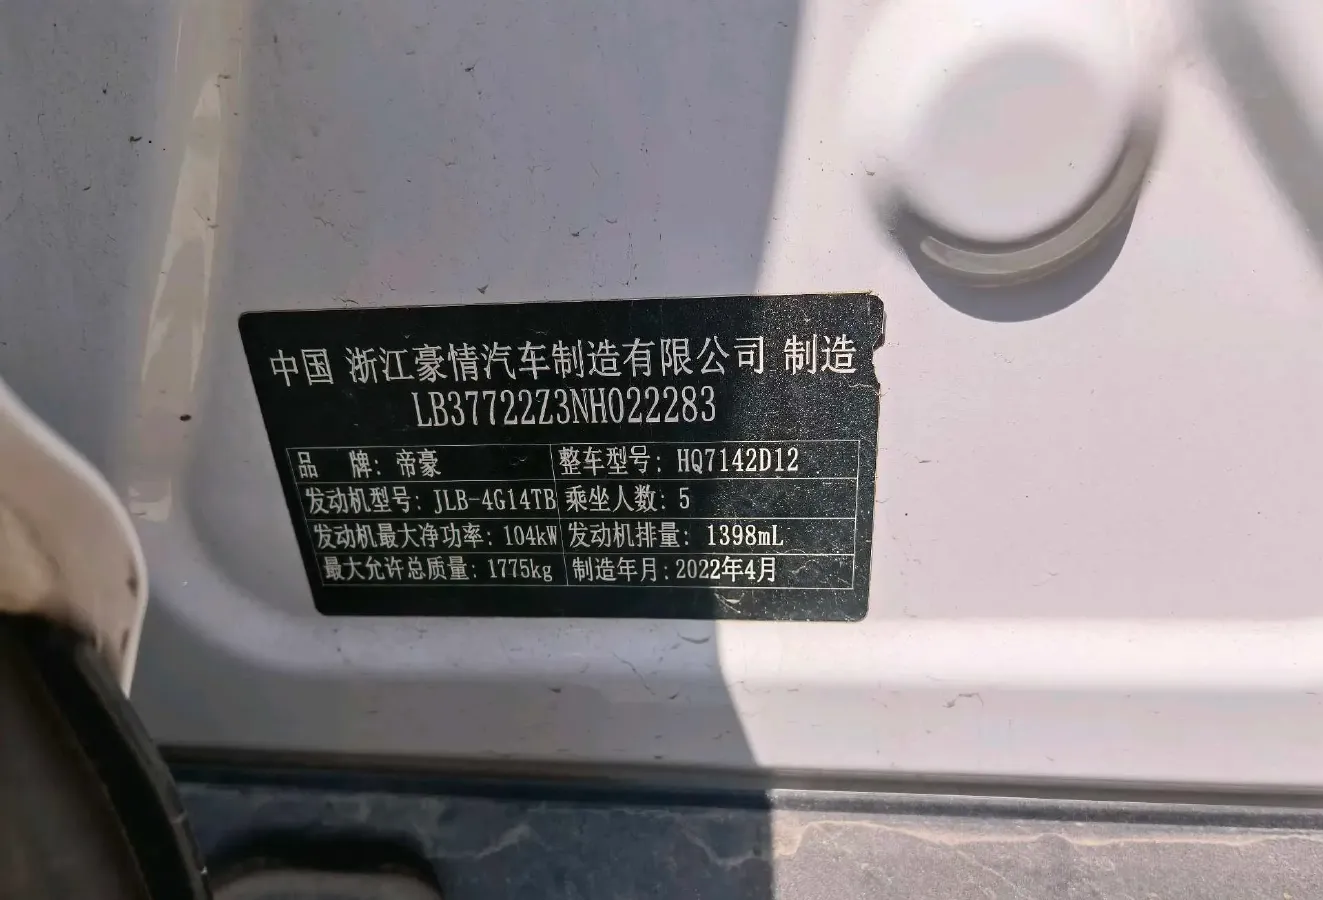 中国 浙江豪情汽车制造有限公司 制造
LB37722Z3NH022283
品 牌: 帝豪 整车型号: HQ7142D12
发动机型号: JLB-4G14TB 乘坐人数: 5
发动机最大净功率: 104kW 发动机排量: 1398mL
最大允许总质量: 1775kg 制造年月: 2022年4月